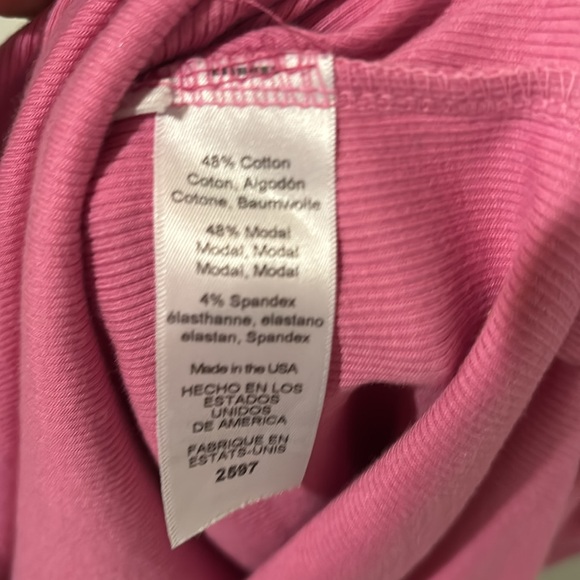 48% Cotton
Coton, Algodón
Cotone, Baumwolle
48% Modal
Modal, Modal
Modal, Modal
4% Spandex
élasthanne, elastano
elastan, Spandex
Made in the USA
HECHO EN LOS
ESTADOS
UNIDOS
DE AMERICA
FABRIQUE EN
ESTATS-UNIS
2597